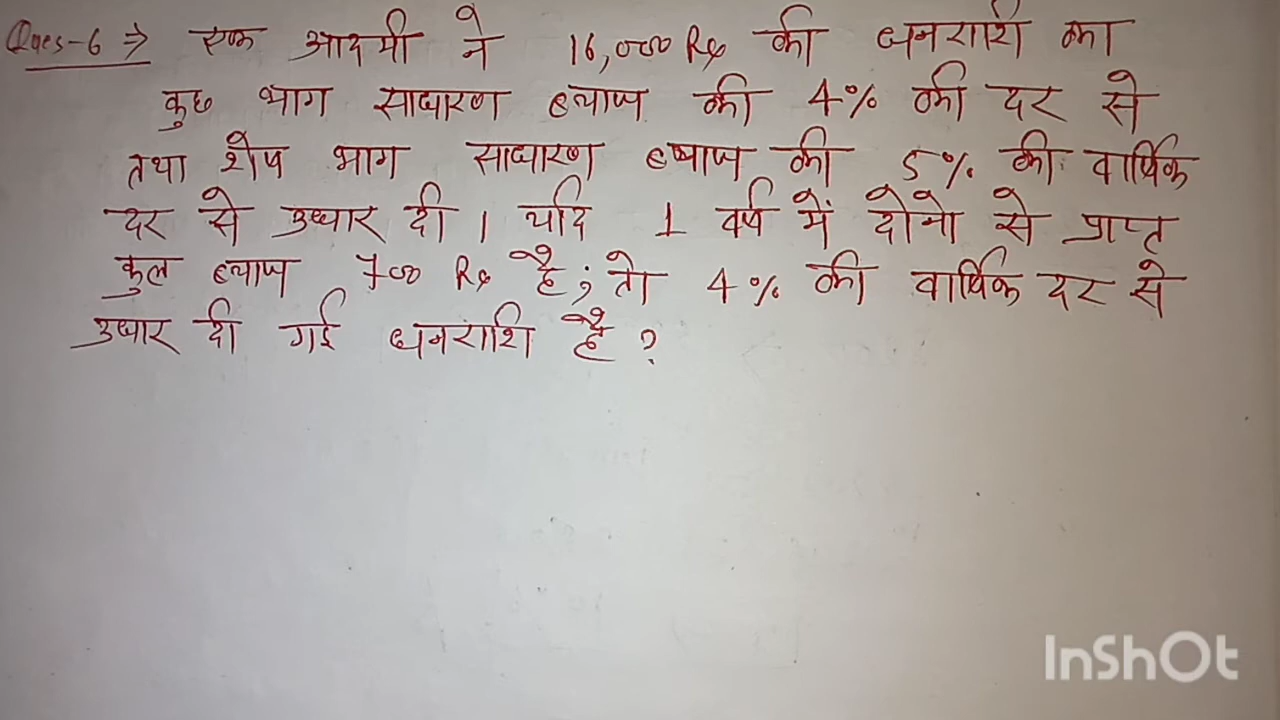 Ques-6 ⇒ एक आदमी ने 16,000 Rs की धनराशि का
कुछ भाग साधारण ब्याज की 4% की दर से
तथा शेष भाग साधारण ब्याज की 5% की वार्षिक
दर से उधार दी । यदि 1 वर्ष में दोनो से प्राप्त
कुल ब्याज 700 Rs है; तो 4% की वार्षिक दर से
उधार दी गई धनराशि है ?
InShOt